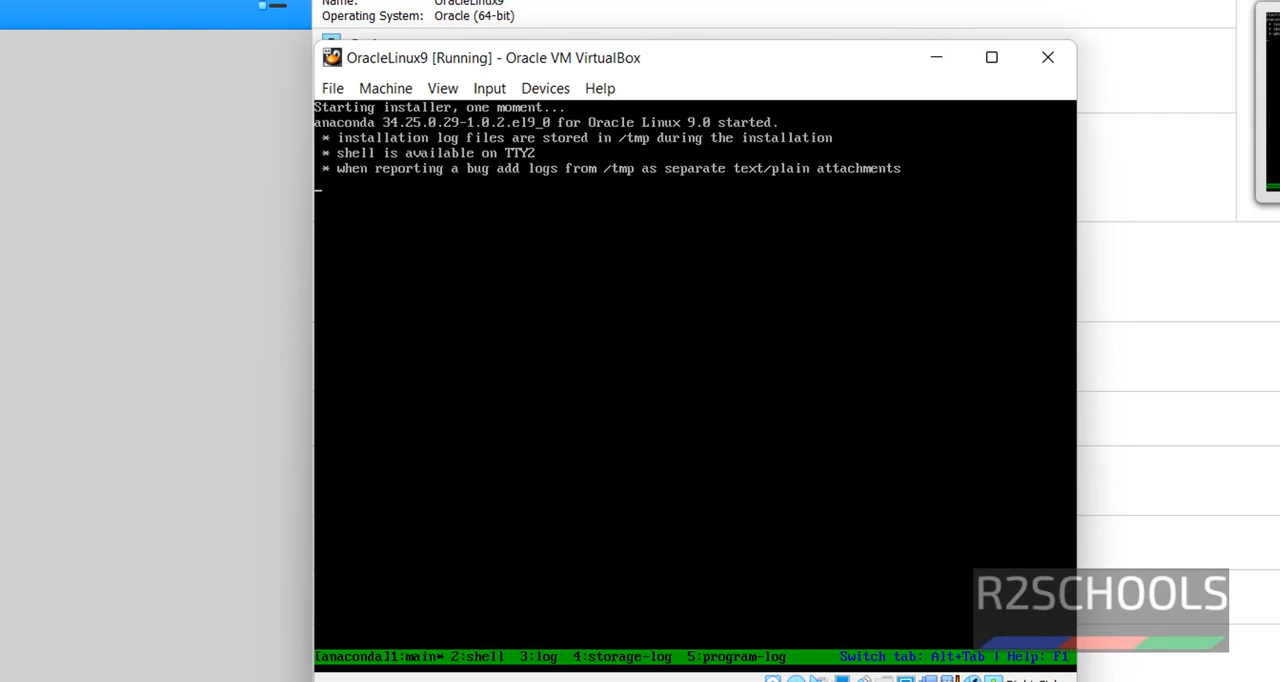 Name: OracleLinux9
Operating System: Oracle (64-bit)
OracleLinux9 [Running] - Oracle VM VirtualBox
File Machine View Input Devices Help
Starting installer, one moment...
anaconda 34.25.0.29-1.0.2.el9_0 for Oracle Linux 9.0 started.
* installation log files are stored in /tmp during the installation
* shell is available on TTY2
* when reporting a bug add logs from /tmp as separate text/plain attachments
R2SCHOOLS
[anaconda]1:main* 2:shell 3:log 4:storage-log 5:program-log Switch tab: Alt+Tab | Help: F1